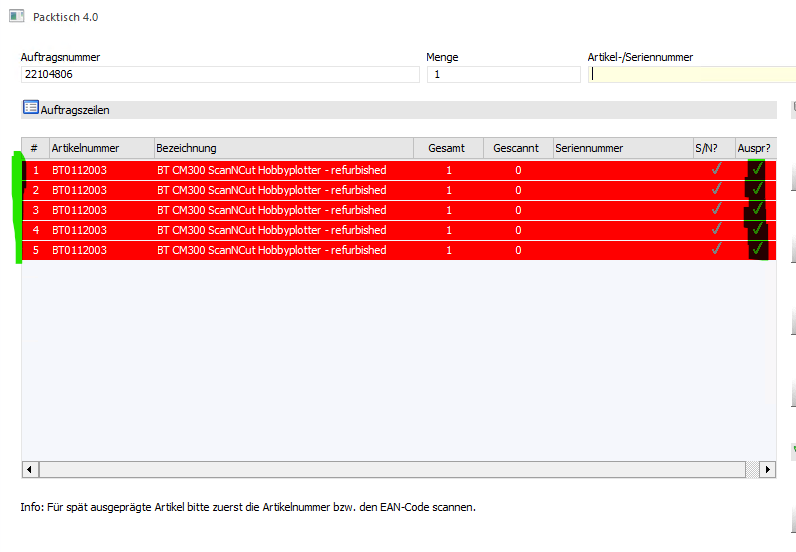 Packtisch 4.0
Auftragsnummer Menge Artikel-/Seriennummer
22104806 1
Auftragszeilen
# Artikelnummer Bezeichnung Gesamt Gescannt Seriennummer S/N? Auspr?
1 BT0112003 BT CM300 ScanNCut Hobbyplotter - refurbished 1 0 ✓ ✓
2 BT0112003 BT CM300 ScanNCut Hobbyplotter - refurbished 1 0 ✓ ✓
3 BT0112003 BT CM300 ScanNCut Hobbyplotter - refurbished 1 0 ✓ ✓
4 BT0112003 BT CM300 ScanNCut Hobbyplotter - refurbished 1 0 ✓ ✓
5 BT0112003 BT CM300 ScanNCut Hobbyplotter - refurbished 1 0 ✓ ✓
Info: Für spät ausgeprägte Artikel bitte zuerst die Artikelnummer bzw. den EAN-Code scannen.